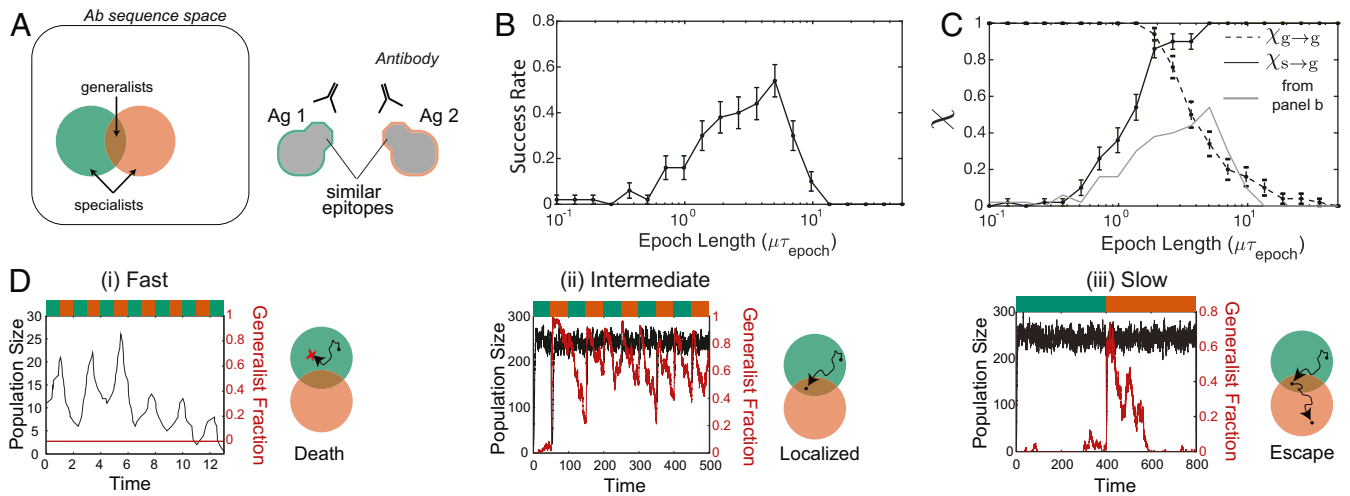 A
Ab sequence space
generalists
specialists
Antibody
Ag 1
Ag 2
similar
epitopes
B
Success Rate
0.8
0.6
0.4
0.2
0
10^-1
10^0
10^1
Epoch Length (μτ_epoch)
C
χ
1
0.8
0.6
0.4
0.2
0
10^-1
10^0
10^1
Epoch Length (μτ_epoch)
χ_g→g
χ_s→g
from
panel b
D
(i) Fast
Population Size
30
25
20
15
10
5
0
0 2 4 6 8 10 12
Time
1
0.8
0.6
0.4
0.2
0
Generalist Fraction
Death
(ii) Intermediate
Population Size
300
200
100
0
0 100 200 300 400 500
Time
1
0.8
0.6
0.4
0.2
0
Generalist Fraction
Localized
(iii) Slow
Population Size
300
200
100
0
0 200 400 600 800
Time
0.8
0.6
0.4
0.2
0
Generalist Fraction
Escape